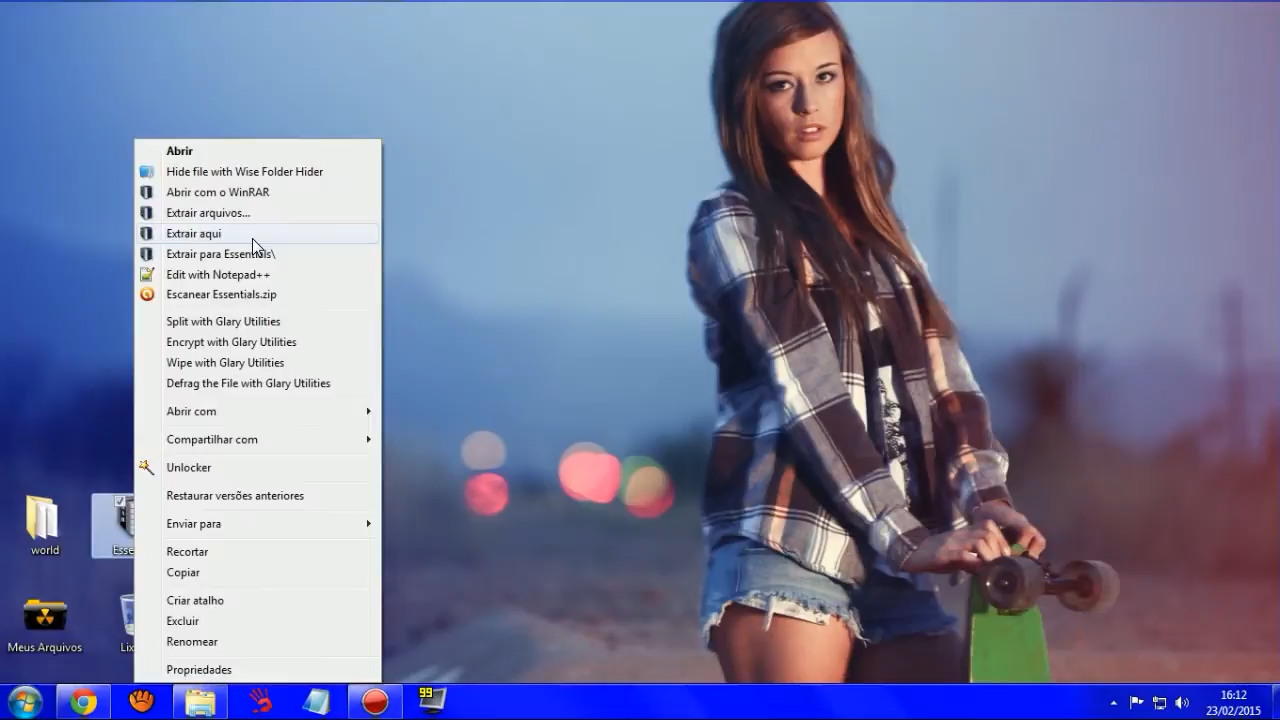 Abrir
Hide file with Wise Folder Hider
Abrir com o WinRAR
Extrair arquivos...
Extrair aqui
Extrair para Essentials\
Edit with Notepad++
Escanear Essentials.zip
Split with Glary Utilities
Encrypt with Glary Utilities
Wipe with Glary Utilities
Defrag the File with Glary Utilities
Abrir com
Compartilhar com
Unlocker
Restaurar versões anteriores
Enviar para
Recortar
Copiar
Criar atalho
Excluir
Renomear
Propriedades
world
Esse
Meus Arquivos
Lix
99
16:12
23/02/2015